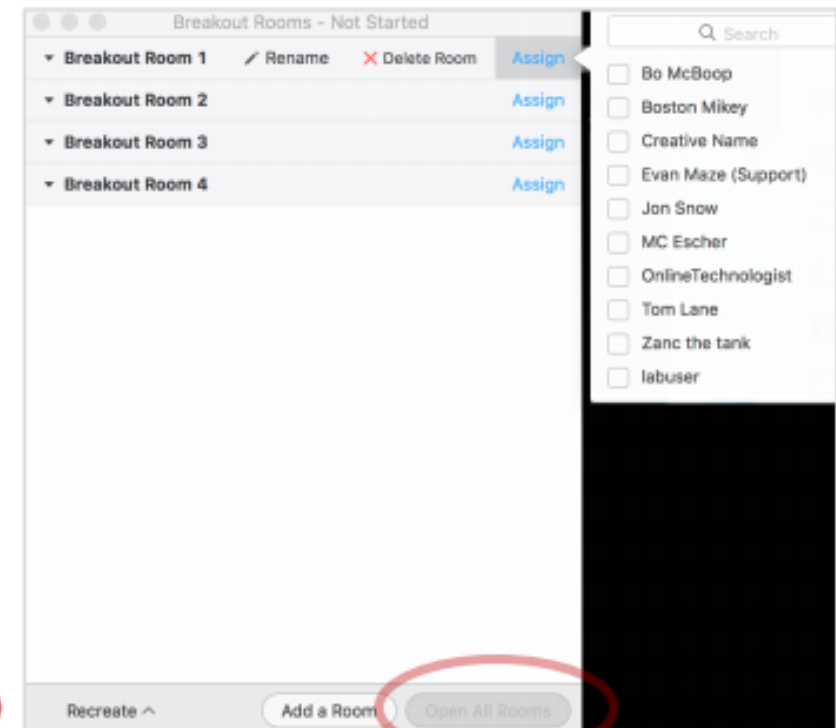 Breakout Rooms - Not Started
Breakout Room 1 Rename Delete Room Assign
Breakout Room 2 Assign
Breakout Room 3 Assign
Breakout Room 4 Assign
Search
Bo McBoop
Boston Mikey
Creative Name
Evan Maze (Support)
Jon Snow
MC Escher
OnlineTechnologist
Tom Lane
Zanc the tank
labuser
Recreate Add a Room Open All Rooms